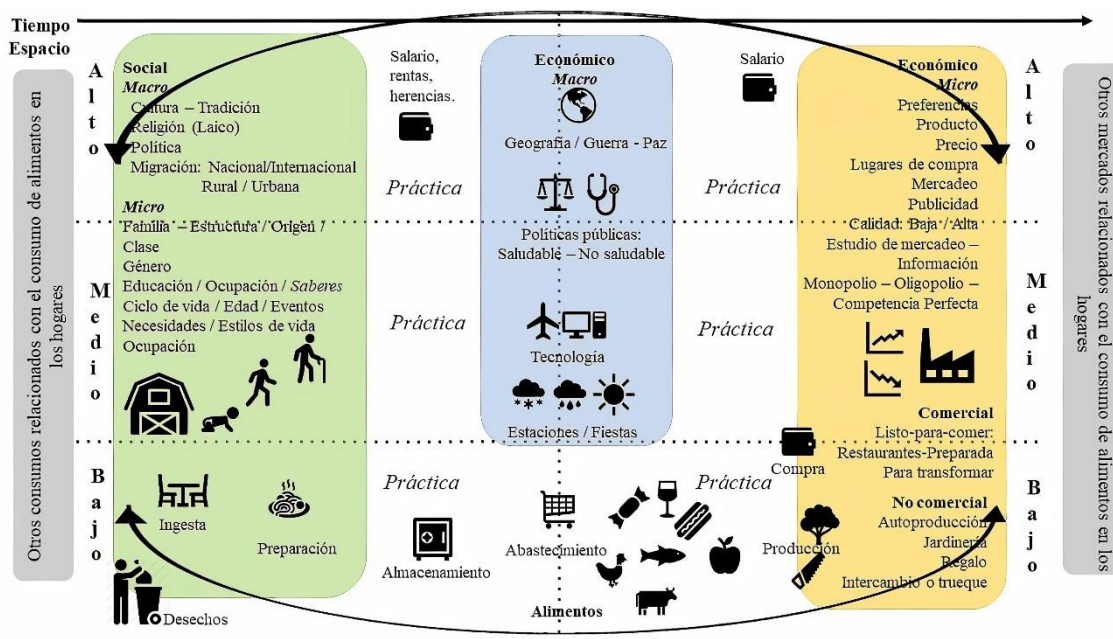 Tiempo
Espacio
Otros consumos relacionados con el consumo de alimentos en
los hogares
Alto
Medio
Bajo
Social
Macro
Cultura – Tradición
Religión (Laico)
Política
Migración: Nacional/Internacional
Rural / Urbana
Micro
Familia – Estructura / Origen /
Clase
Género
Educación / Ocupación / Saberes
Ciclo de vida / Edad / Eventos
Necesidades / Estilos de vida
Ocupación
Ingesta
Preparación
Desechos
Salario,
rentas,
herencias.
Práctica
Práctica
Práctica
Almacenamiento
Económico
Macro
Geografía / Guerra - Paz
Políticas públicas:
Saludable – No saludable
Tecnología
Estaciones / Fiestas
Abastecimiento
Alimentos
Salario
Práctica
Práctica
Práctica
Compra
Producción
Económico
Micro
Preferencias
Producto
Precio
Lugares de compra
Mercadeo
Publicidad
Calidad: Baja / Alta
Estudio de mercadeo –
Información
Monopolio – Oligopolio –
Competencia Perfecta
Comercial
Listo-para-comer:
Restaurantes-Preparada
Para transformar
No comercial
Autoproducción
Jardinería
Regalo
Intercambio o trueque
Alto
Medio
Bajo
Otros mercados relacionados con el consumo de alimentos en los
hogares